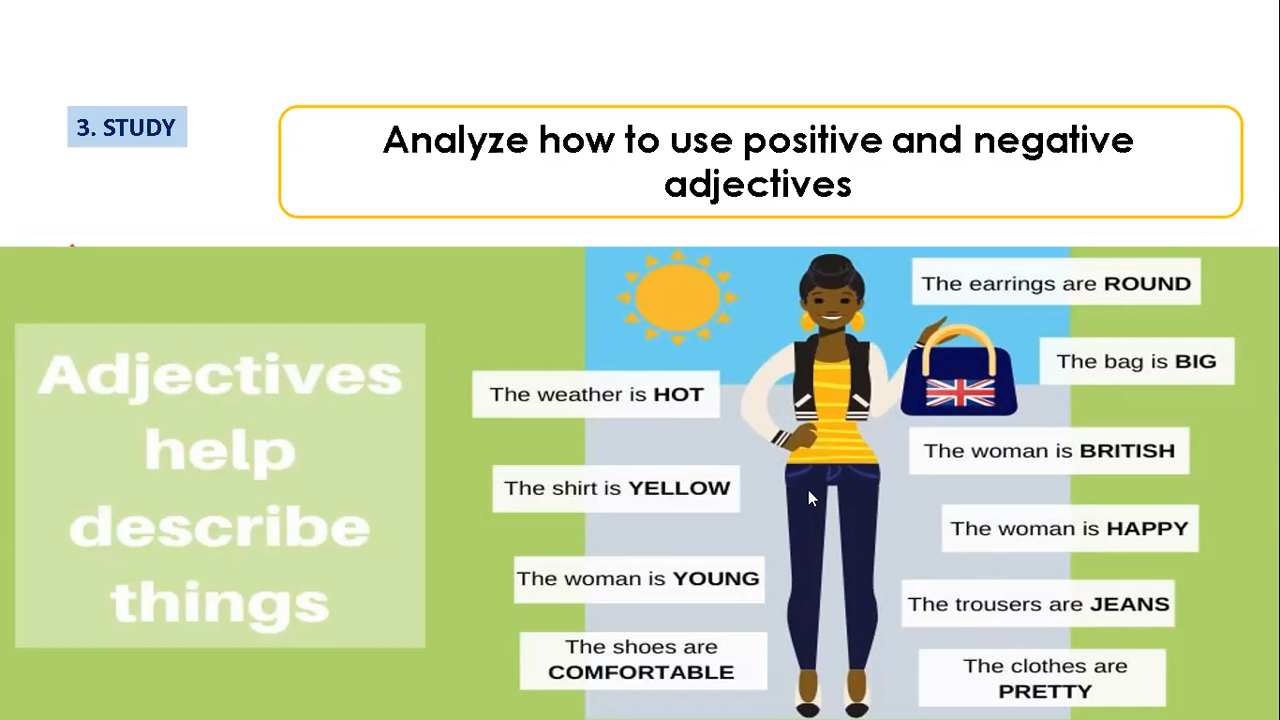 3. STUDY
Analyze how to use positive and negative
adjectives
Adjectives
help
describe
things
The weather is HOT
The shirt is YELLOW
The woman is YOUNG
The shoes are
COMFORTABLE
The earrings are ROUND
The bag is BIG
The woman is BRITISH
The woman is HAPPY
The trousers are JEANS
The clothes are
PRETTY